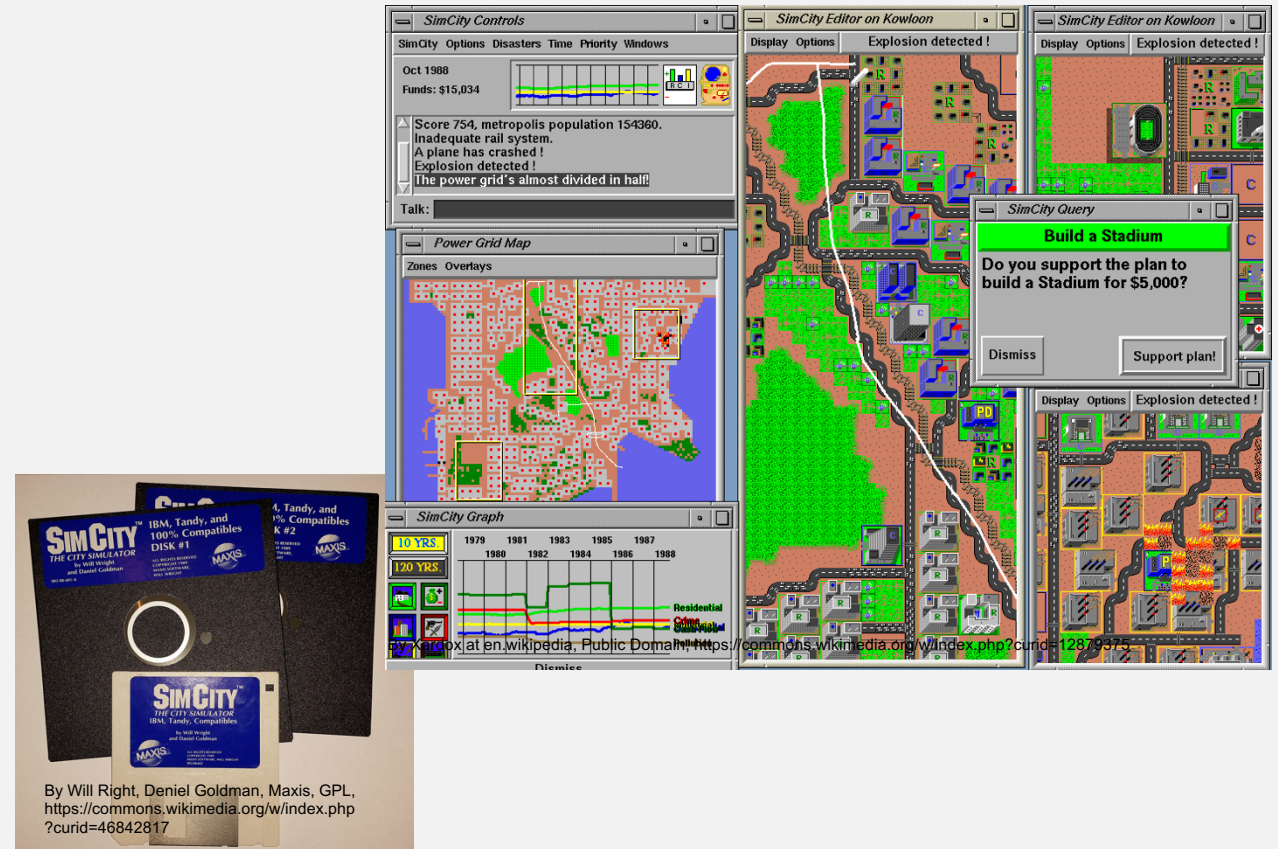 SimCity Controls
SimCity Options Disasters Time Priority Windows
Oct 1988
Funds: $15,034
R C I
Score 754, metropolis population 154360.
Inadequate rail system.
A plane has crashed !
Explosion detected !
The power grid's almost divided in half!
Talk:
Power Grid Map
Zones Overlays
SimCity Graph
10 YRS.
120 YRS.
1979 1981 1983 1985 1987
1980 1982 1984 1986 1988
Residential
Crime
Dismiss
SimCity Editor on Kowloon
Display Options Explosion detected !
SimCity Editor on Kowloon
Display Options Explosion detected !
SimCity Query
Build a Stadium
Do you support the plan to
build a Stadium for $5,000?
Dismiss
Support plan!
PD
Display Options Explosion detected !
By Xardox at en.wikipedia, Public Domain, https://commons.wikimedia.org/w/index.php?curid=12879375
SIMCITY™
THE CITY SIMULATOR
by Will Wright
and Daniel Goldman
IBM, Tandy, and
100% Compatibles
DISK #1
MAXIS
SIMCITY™
THE CITY SIMULATOR
IBM, Tandy, Compatibles
by Will Wright
and Daniel Goldman
MAXIS
By Will Right, Deniel Goldman, Maxis, GPL,
https://commons.wikimedia.org/w/index.php
?curid=46842817